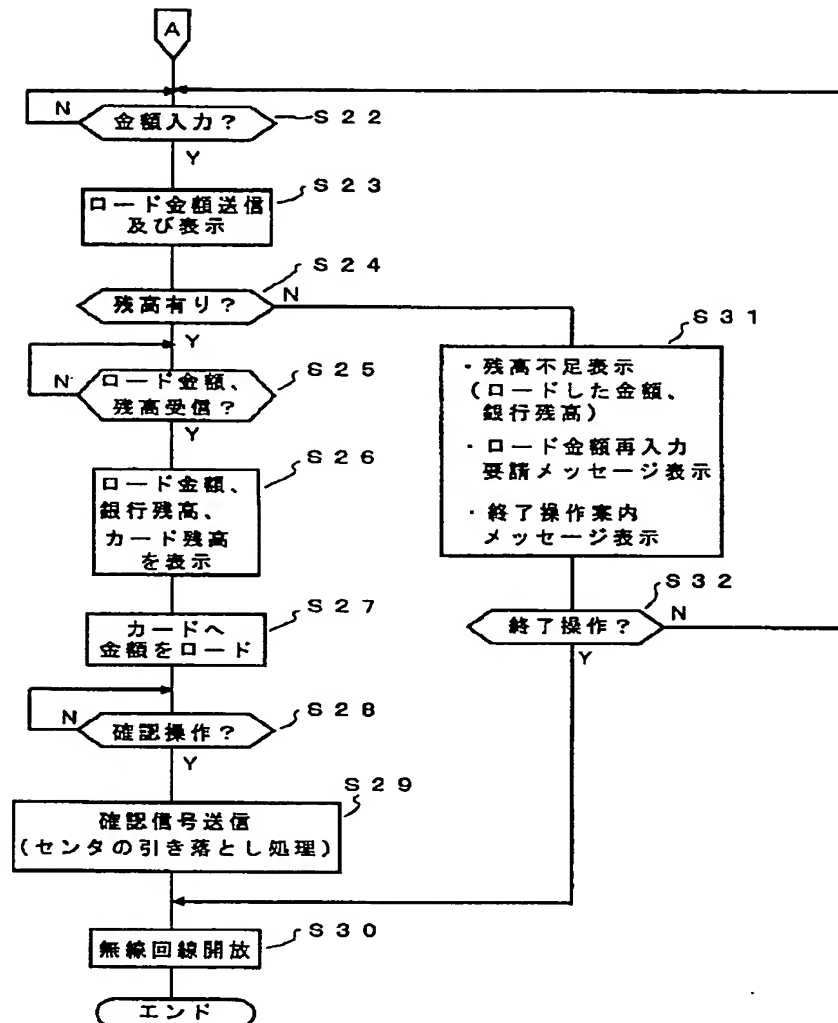 A
N
金額入力？
S22
Y
ロード金額送信
及び表示
S23
残高有り？
S24
N
Y
N
ロード金額、
残高受信？
S25
Y
ロード金額、
銀行残高、
カード残高
を表示
S26
カードへ
金額をロード
S27
N
確認操作？
S28
Y
確認信号送信
(センタの引き落とし処理)
S29
無線回線開放
S30
エンド
S31
・残高不足表示
(ロードした金額、
銀行残高)
・ロード金額再入力
要請メッセージ表示
・終了操作案内
メッセージ表示
S32
終了操作？
N
Y